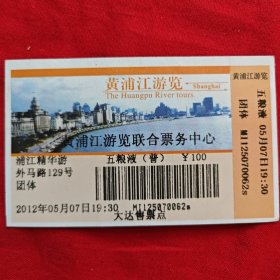 黄浦江游览
Shanghai
The Huangpu River tours
黄浦江游览联合票务中心
浦江精华游 五粮液(普) ¥100
外马路129号
团体
2012年05月07日19:30 MI125070062s
大达售票点
黄浦江游览
五粮液 05月07日19:30
团体 MI125070062s